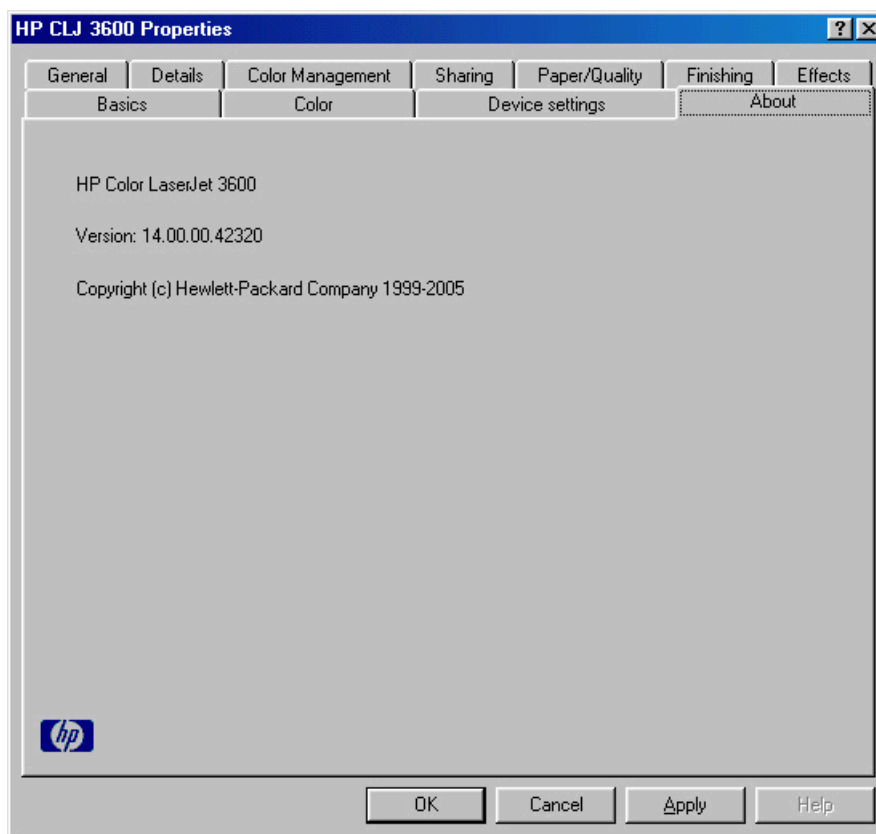 HP CLJ 3600 Properties
? X
General Details Color Management Sharing Paper/Quality Finishing Effects
Basics Color Device settings About
HP Color LaserJet 3600
Version: 14.00.00.42320
Copyright (c) Hewlett-Packard Company 1999-2005
hp
OK Cancel Apply Help